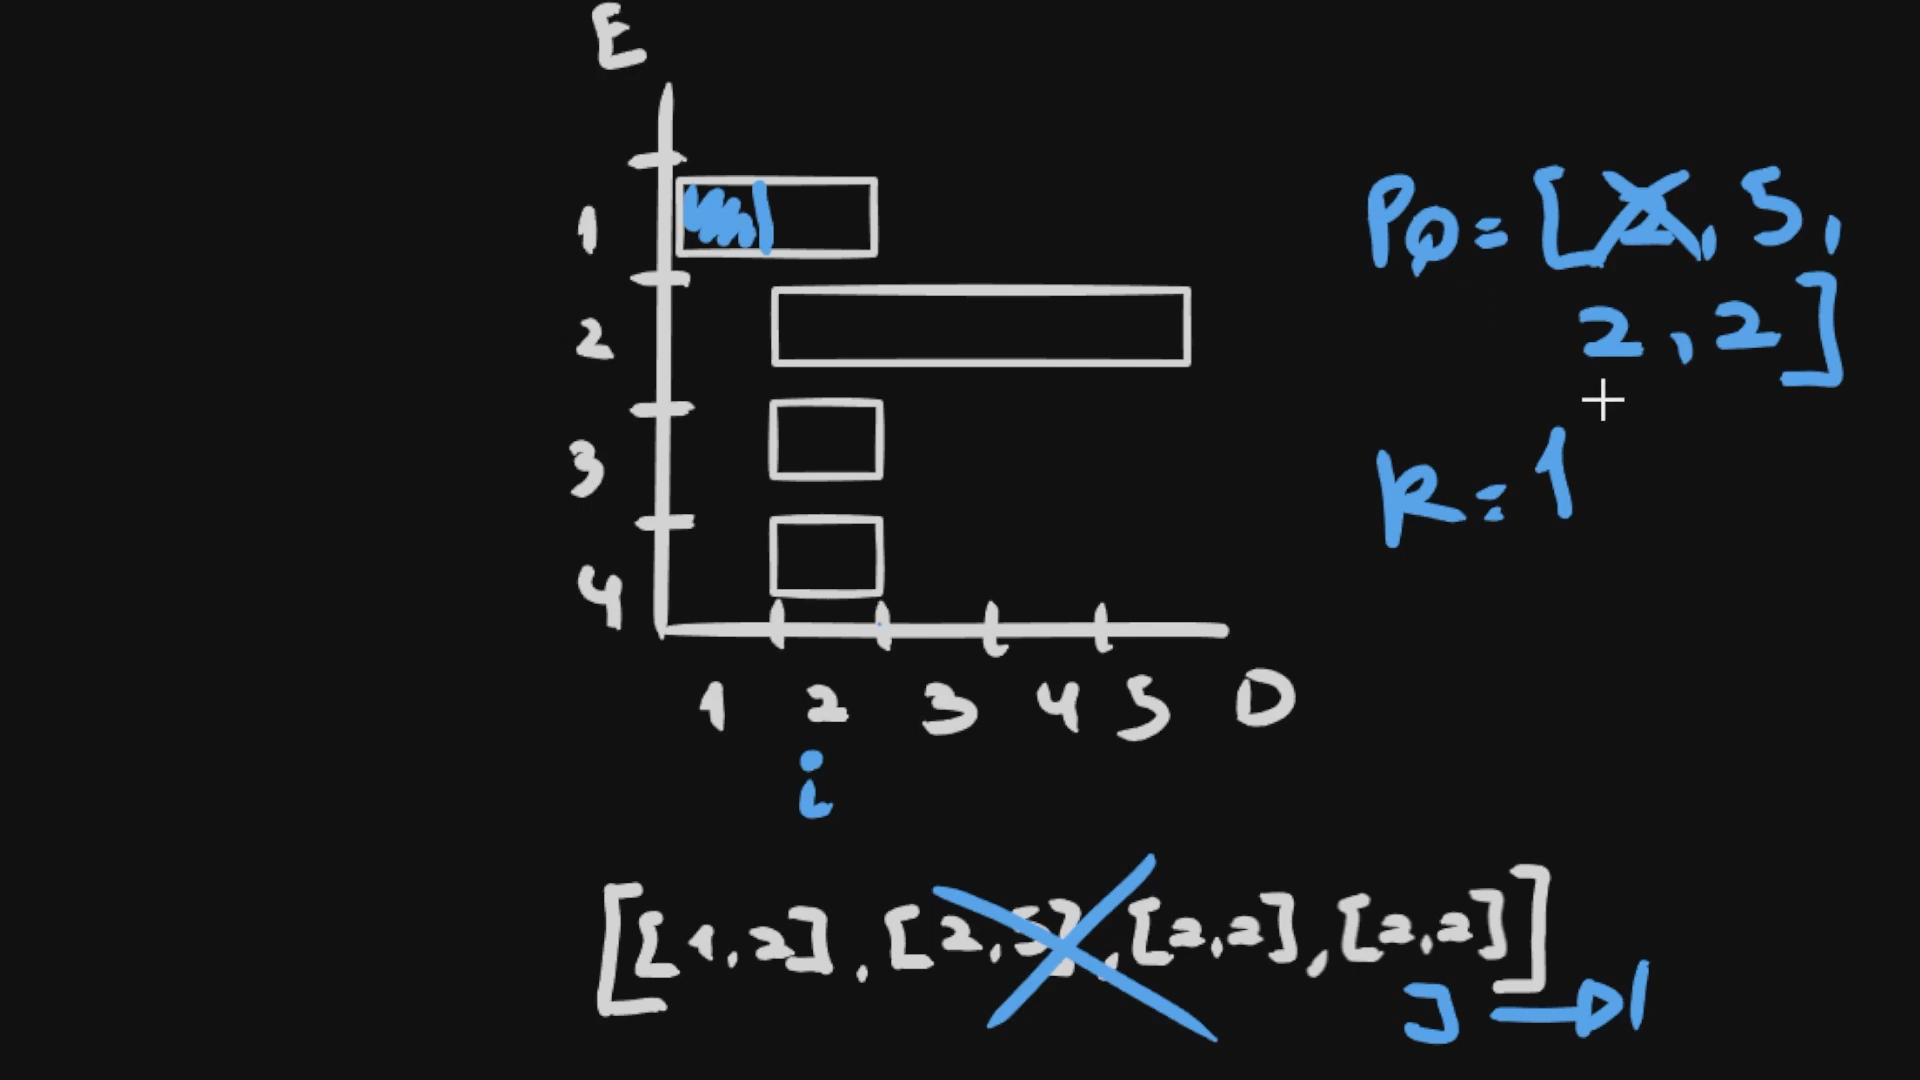 E
1
2
3
4
1 2 3 4 5 D
i
PQ = [2, 5,
2, 2]
R = 1
[[1,2], [2,5], [2,2], [2,2]]
J